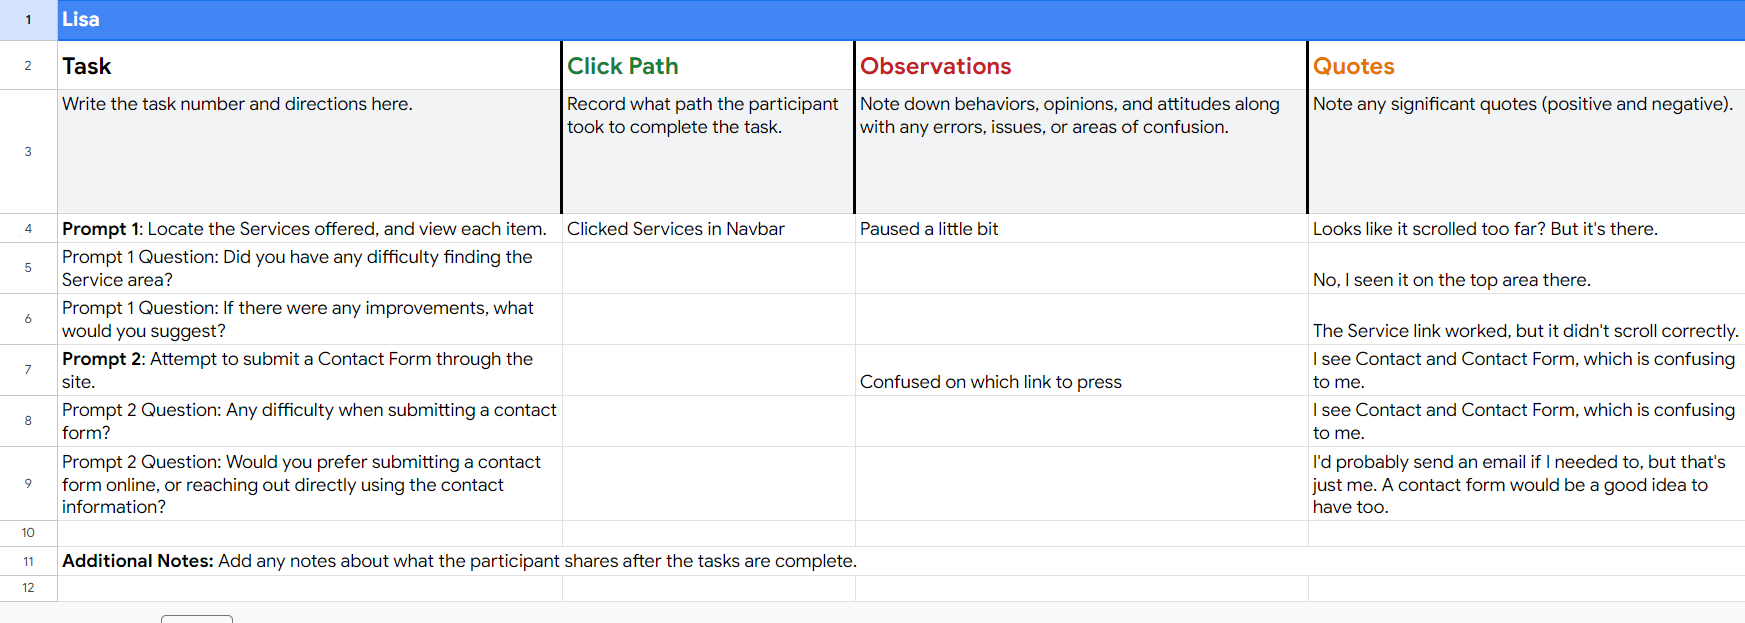 1
Lisa
2
Task
Click Path
Observations
Quotes
3
Write the task number and directions here.
Record what path the participant
took to complete the task.
Note down behaviors, opinions, and attitudes along
with any errors, issues, or areas of confusion.
Note any significant quotes (positive and negative).
4
Prompt 1: Locate the Services offered, and view each item.
Clicked Services in Navbar
Paused a little bit
Looks like it scrolled too far? But it's there.
5
Prompt 1 Question: Did you have any difficulty finding the
Service area?
No, I seen it on the top area there.
6
Prompt 1 Question: If there were any improvements, what
would you suggest?
The Service link worked, but it didn't scroll correctly.
7
Prompt 2: Attempt to submit a Contact Form through the
site.
Confused on which link to press
I see Contact and Contact Form, which is confusing
to me.
8
Prompt 2 Question: Any difficulty when submitting a contact
form?
I see Contact and Contact Form, which is confusing
to me.
9
Prompt 2 Question: Would you prefer submitting a contact
form online, or reaching out directly using the contact
information?
I'd probably send an email if I needed to, but that's
just me. A contact form would be a good idea to
have too.
10
11
Additional Notes: Add any notes about what the participant shares after the tasks are complete.
12